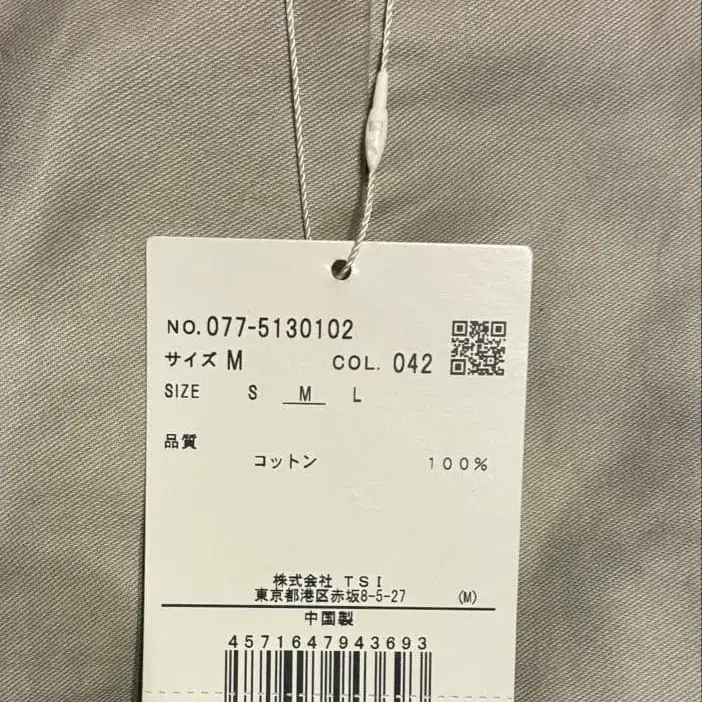 NO. 077-5130102
サイズ M COL. 042
SIZE S M L
品質
コットン 100%
株式会社 TSI
東京都港区赤坂8-5-27 (M)
中国製
4571647943693